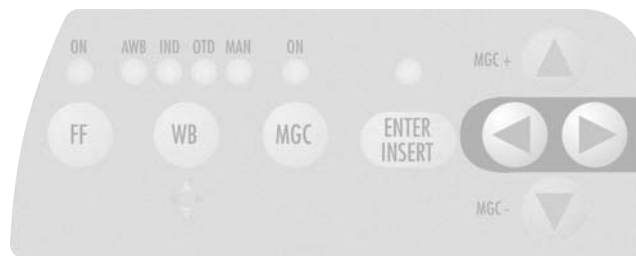 ON AWB IND OTD MAN ON
MGC +
FF WB MGC ENTER
INSERT
MGC -